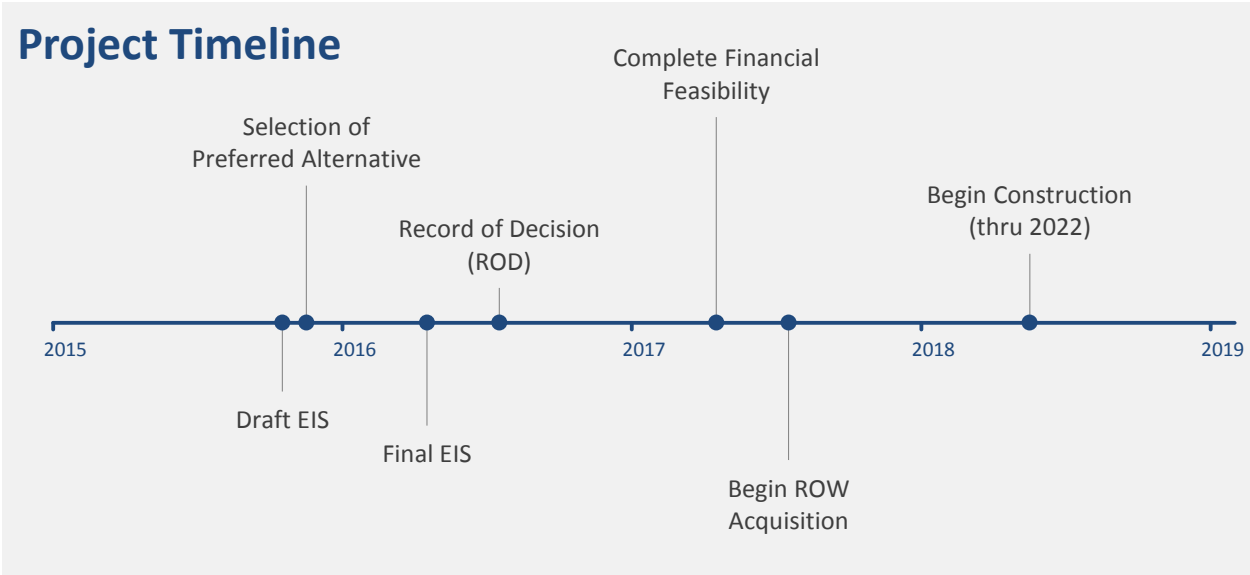 Project Timeline
Complete Financial
Feasibility
Selection of
Preferred Alternative
Begin Construction
(thru 2022)
Record of Decision
(ROD)
2015
2016
2017
2018
2019
Draft EIS
Final EIS
Begin ROW
Acquisition